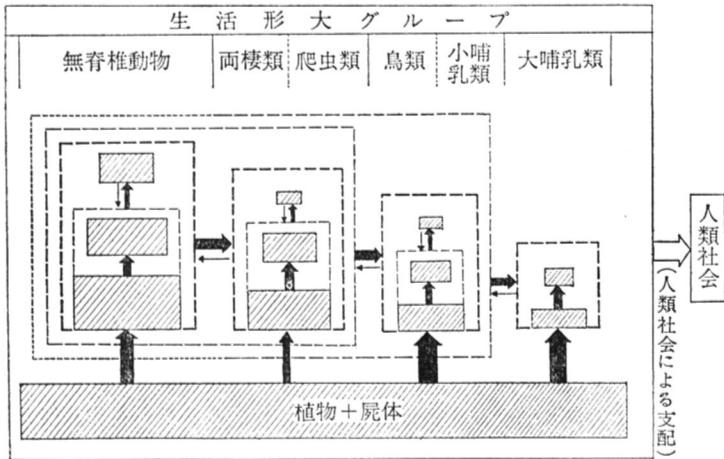 生活形大グループ
無脊椎動物
両棲類
爬虫類
鳥類
小哺
乳類
大哺乳類
植物+屍体
人類社会
(人類社会による支配)